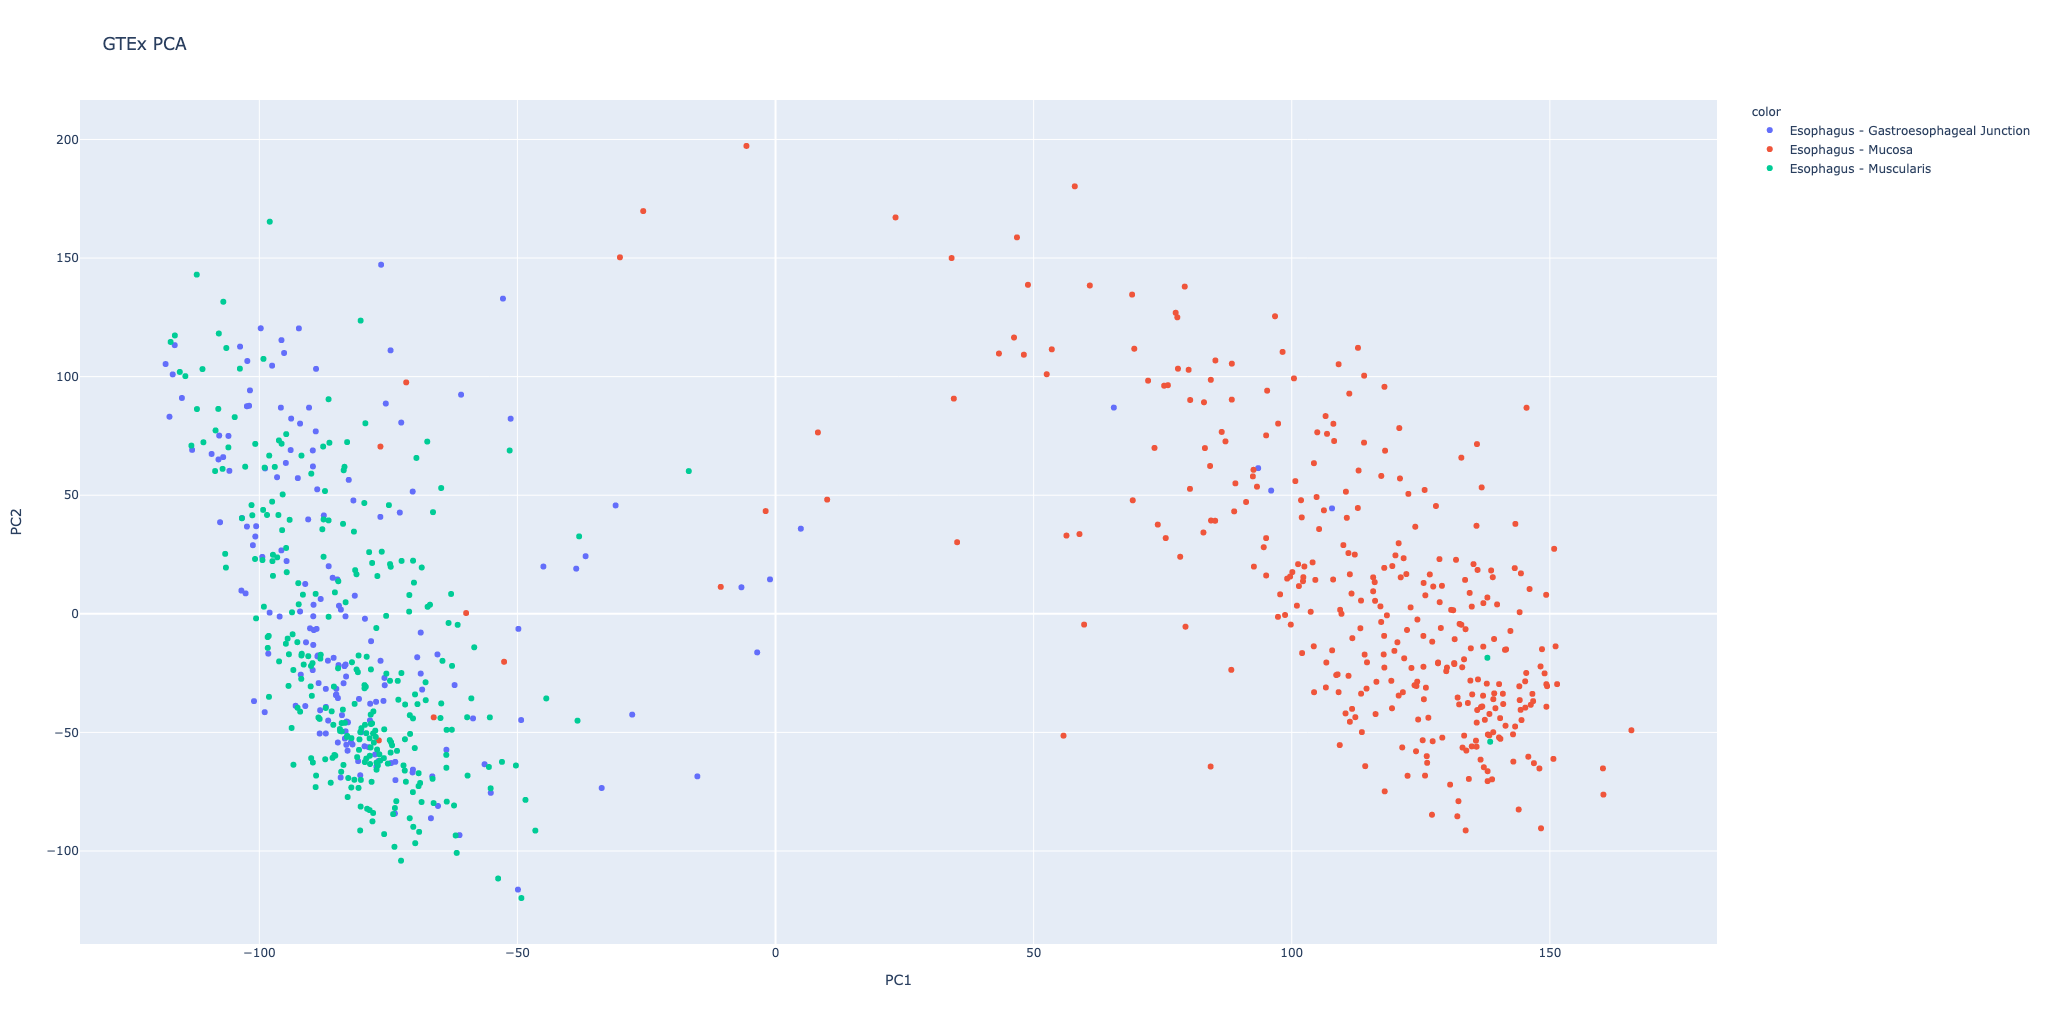 GTEx PCA
color
Esophagus - Gastroesophageal Junction
Esophagus - Mucosa
Esophagus - Muscularis
200
150
100
50
0
−50
−100
PC2
−100
−50
0
50
100
150
PC1